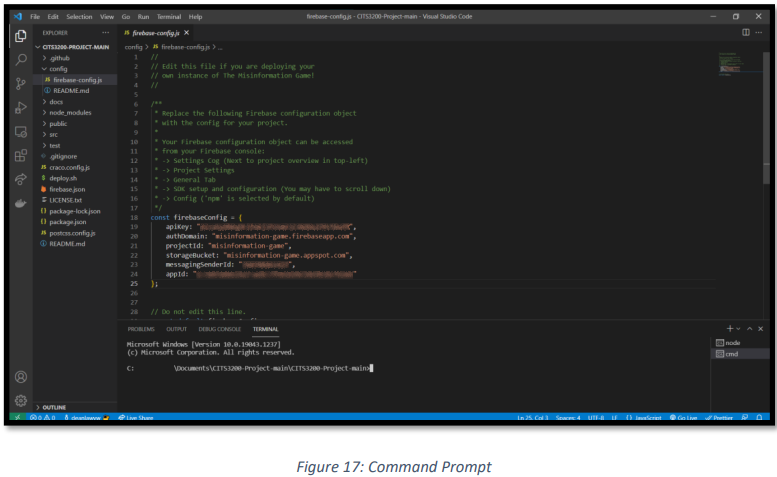 File Edit Selection View Go Run Terminal Help
firebase-config.js - CITS3200-Project-main - Visual Studio Code
EXPLORER
CITS3200-PROJECT-MAIN
.github
config
JS firebase-config.js
README.md
docs
node_modules
public
src
test
.gitignore
JS craco.config.js
$ deploy.sh
firebase.json
LICENSE.txt
{} package-lock.json
{} package.json
JS postcss.config.js
README.md
OUTLINE
JS firebase-config.js
config > JS firebase-config.js > ...
1 //
2 // Edit this file if you are deploying your
3 // own instance of The Misinformation Game!
4 //
5
6 /**
7 * Replace the following Firebase configuration object
8 * with the config for your project.
9 *
10 * Your Firebase configuration object can be accessed
11 * from your Firebase console:
12 * -> Settings Cog (Next to project overview in top-left)
13 * -> Project Settings
14 * -> General Tab
15 * -> SDK setup and configuration (You may have to scroll down)
16 * -> Config ('npm' is selected by default)
17 */
18 const firebaseConfig = {
19 apiKey: "
20 authDomain: "misinformation-game.firebaseapp.com",
21 projectId: "misinformation-game",
22 storageBucket: "misinformation-game.appspot.com",
23 messagingSenderId: "
24 appId: "
25 };
26
27
28 // Do not edit this line.
PROBLEMS OUTPUT DEBUG CONSOLE TERMINAL
Microsoft Windows [Version 10.0.19043.1237]
(c) Microsoft Corporation. All rights reserved.
C: \Documents\CITS3200-Project-main\CITS3200-Project-main>
node
cmd
0 0 deanlawyw Live Share
Ln 25, Col 3 Spaces: 4 UTF-8 LF {} JavaScript Go Live Prettier
Figure 17: Command Prompt